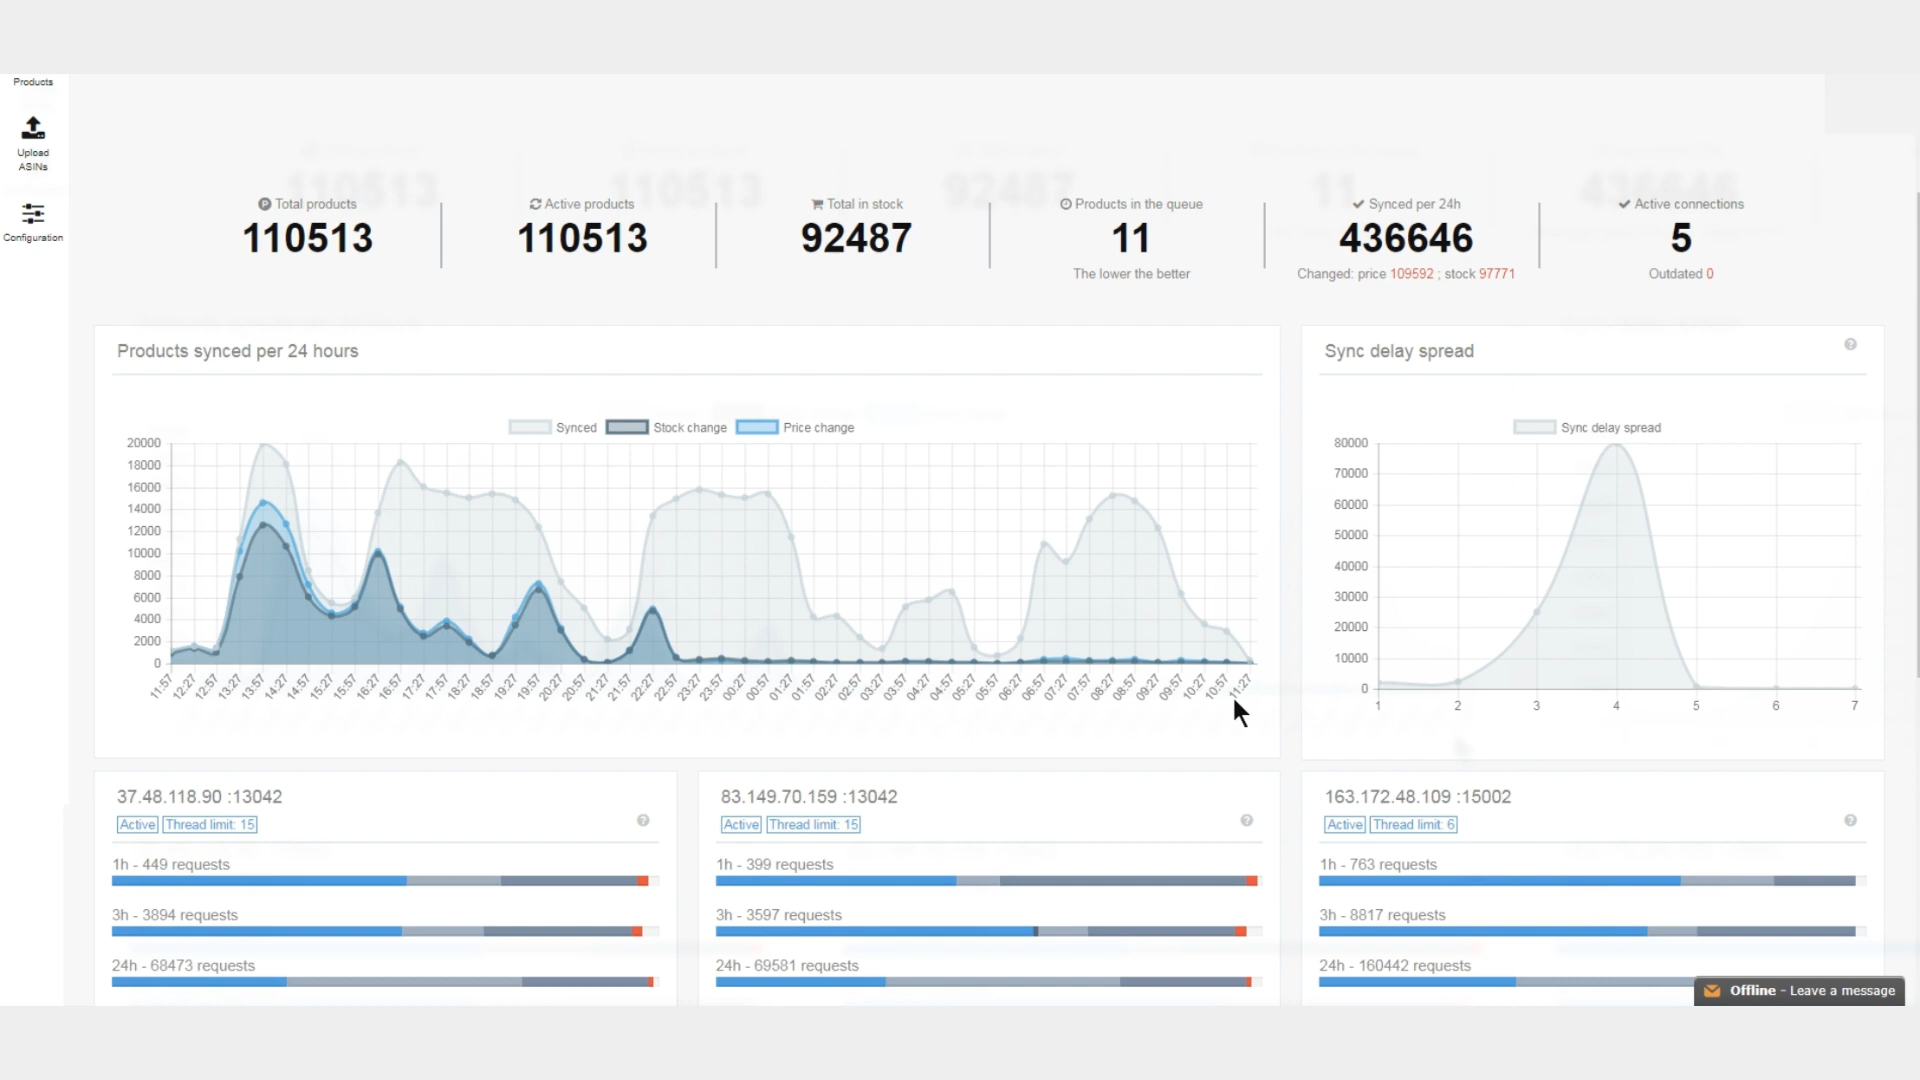 Products
Upload
ASINs
Configuration
Total products
110513
Active products
110513
Total in stock
92487
Products in the queue
11
The lower the better
Synced per 24h
436646
Changed: price 109592 ; stock 97771
Active connections
5
Outdated 0
Products synced per 24 hours
Synced Stock change Price change
20000
18000
16000
14000
12000
10000
8000
6000
4000
2000
0
11:57 12:27 12:57 13:27 13:57 14:27 14:57 15:27 15:57 16:27 16:57 17:27 17:57 18:27 18:57 19:27 19:57 20:27 20:57 21:27 21:57 22:27 22:57 23:27 23:57 00:27 00:57 01:27 01:57 02:27 02:57 03:27 03:57 04:27 04:57 05:27 05:57 06:27 06:57 07:27 07:57 08:27 08:57 09:27 09:57 10:27 10:57 11:27
Sync delay spread
Sync delay spread
80000
70000
60000
50000
40000
30000
20000
10000
0
1 2 3 4 5 6 7
37.48.118.90 :13042
Active Thread limit: 15
1h - 449 requests
3h - 3894 requests
24h - 68473 requests
83.149.70.159 :13042
Active Thread limit: 15
1h - 399 requests
3h - 3597 requests
24h - 69581 requests
163.172.48.109 :15002
Active Thread limit: 6
1h - 763 requests
3h - 8817 requests
24h - 160442 requests
Offline - Leave a message